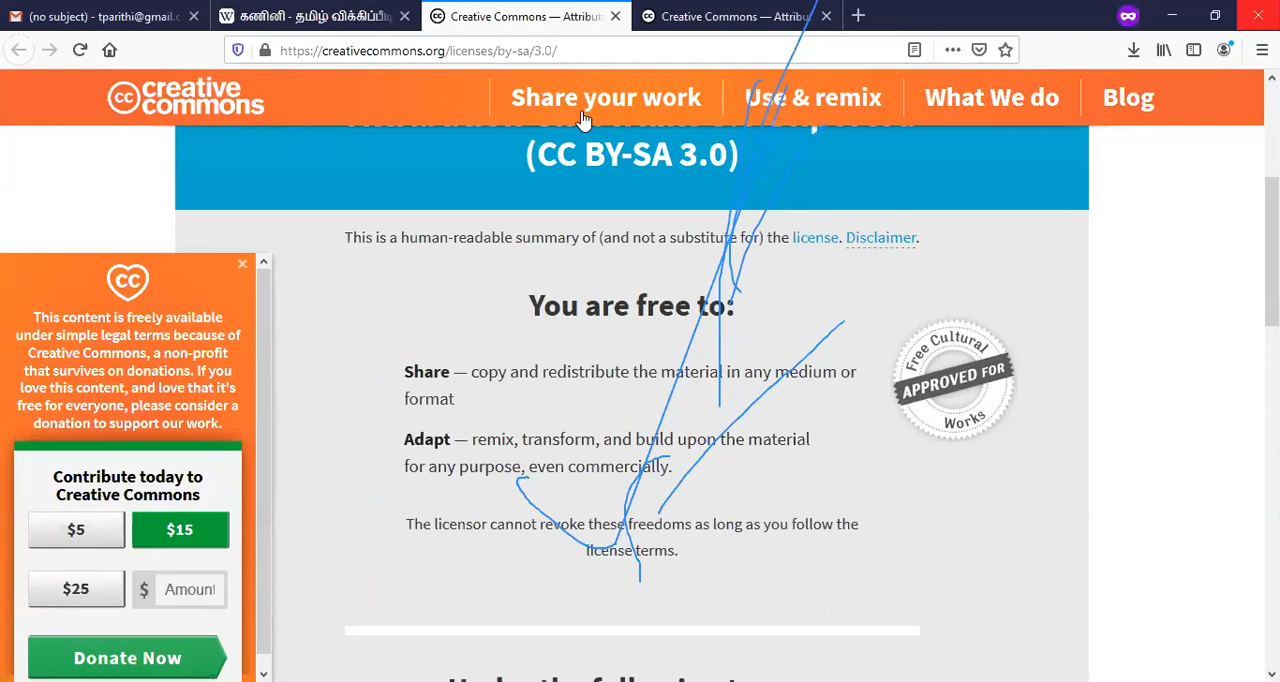 (no subject) - tparithi@gmail.c
கணினி - தமிழ் விக்கிப்பீடி
Creative Commons — Attribut
Creative Commons — Attribu
https://creativecommons.org/licenses/by-sa/3.0/
creative commons
Share your work
Use & remix
What We do
Blog
(CC BY-SA 3.0)
This is a human-readable summary of (and not a substitute for) the license. Disclaimer.
You are free to:
Share — copy and redistribute the material in any medium or
format
Adapt — remix, transform, and build upon the material
for any purpose, even commercially.
The licensor cannot revoke these freedoms as long as you follow the
license terms.
Free Cultural
APPROVED FOR
Works
CC
This content is freely available
under simple legal terms because of
Creative Commons, a non-profit
that survives on donations. If you
love this content, and love that it's
free for everyone, please consider a
donation to support our work.
Contribute today to
Creative Commons
$5
$15
$25
$ Amount
Donate Now